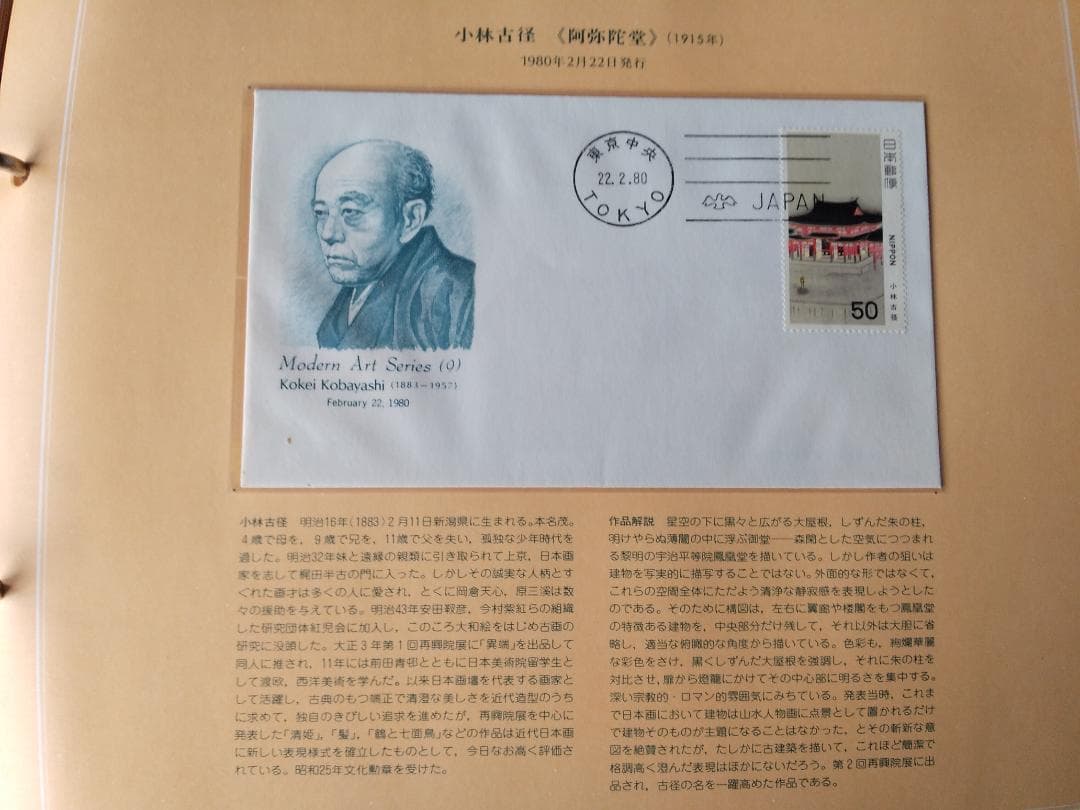 小林古径 《阿弥陀堂》(1915年)
1980年2月22日発行
東京中央
22.2.80
TOKYO
JAPAN
日本郵便
NIPPON
小林古径
50
Modern Art Series (9)
Kokei Kobayashi (1883–1957)
February 22, 1980
小林古径 明治16年(1883)2月11日新潟県に生まれる。本名茂。
4歳で母を，9歳で兄を，11歳で父を失い，孤独な少年時代を
過した。明治32年妹と遠縁の親類に引き取られて上京，日本画
家を志して梶田半古の門に入った。しかしその誠実な人柄とす
ぐれた画才は多くの人に愛され，とくに岡倉天心，原三溪は数
々の援助を与えている。明治43年安田靫彦，今村紫紅らの組織
した研究団体紅児会に加入し，このころ大和絵をはじめ古画の
研究に没頭した。大正3年第1回再興院展に「異端」を出品して
同人に推され，11年には前田青邨とともに日本美術院留学生と
して渡欧，西洋美術を学んだ。以来日本画壇を代表する画家と
して活躍し，古典のもつ端正で清澄な美しさを近代造型のうち
に求めて，独自のきびしい追求を進めたが，再興院展を中心に
発表した「清姫」，「髪」，「鶴と七面鳥」などの作品は近代日本画
に新しい表現様式を確立したものとして，今日なお高く評価さ
れている。昭和25年文化勲章を受けた。
作品解説 星空の下に黒々と広がる大屋根，しずんだ朱の柱，
明けやらぬ薄闇の中に浮ぶ御堂——森閑とした空気につつまれ
る黎明の宇治平等院鳳凰堂を描いている。しかし作者の狙いは
建物を写実的に描写することではない。外面的な形ではなくて，
これらの空間全体にただよう清浄な静寂感を表現しようとした
のである。そのために構図は，左右に翼廊や楼閣をもつ鳳凰堂
の特徴ある建物を，中央部分だけ残して，それ以外は大胆に省
略し，適当な俯瞰的な角度から描いている。色彩も，絢爛華麗
な彩色をさけ，黒くしずんだ大屋根を強調し，それに朱の柱を
対比させ，扉から燈籠にかけてその中心部に明るさを集中する。
深い宗教的・ロマン的雰囲気にみちている。発表当時，これま
で日本画において建物は山水人物画に点景として置かれるだけ
で建物そのものが主題になることはなかった，とその斬新な意
図を絶賛されたが，たしかに古建築を描いて，これほど簡潔で
格調高く澄んだ表現はほかにないだろう。第2回再興院展に出
品され，古径の名を一躍高めた作品である。